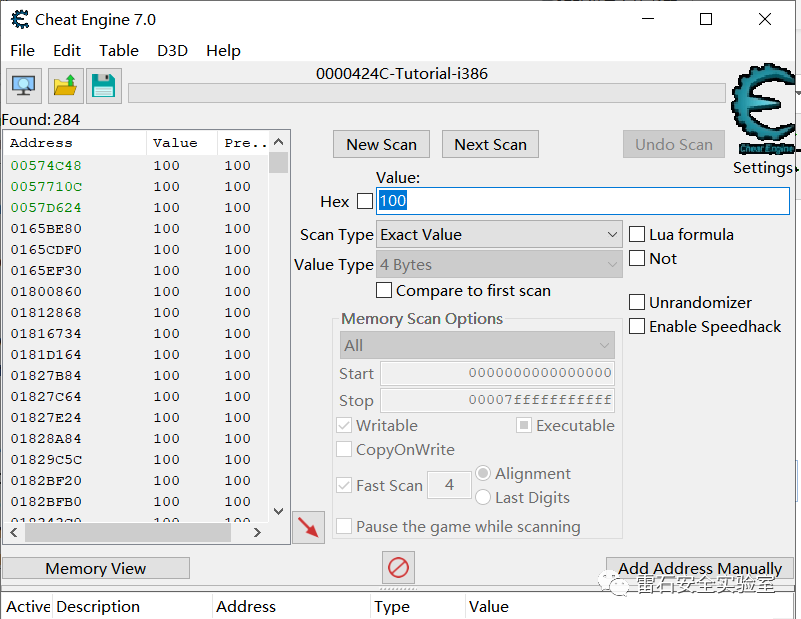 Cheat Engine 7.0
File Edit Table D3D Help
0000424C-Tutorial-i386
Found: 284
Address Value Pre..
00574C48 100 100
0057710C 100 100
0057D624 100 100
0165BE80 100 100
0165CDF0 100 100
0165EF30 100 100
01800860 100 100
01812868 100 100
01816734 100 100
0181D164 100 100
01827B84 100 100
01827C64 100 100
01827E24 100 100
01828A84 100 100
01829C5C 100 100
0182BF20 100 100
0182BFB0 100 100
New Scan Next Scan Undo Scan
Cheat Engine
Settings
Value:
Hex 100
Scan Type Exact Value
Lua formula
Value Type 4 Bytes
Not
Compare to first scan
Unrandomizer
Enable Speedhack
Memory Scan Options
All
Start 0000000000000000
Stop 00007fffffffffff
Writable Executable
CopyOnWrite
Fast Scan 4 Alignment
Last Digits
Pause the game while scanning
Memory View
Add Address Manually
雷石安全实验室
Active Description Address Type Value